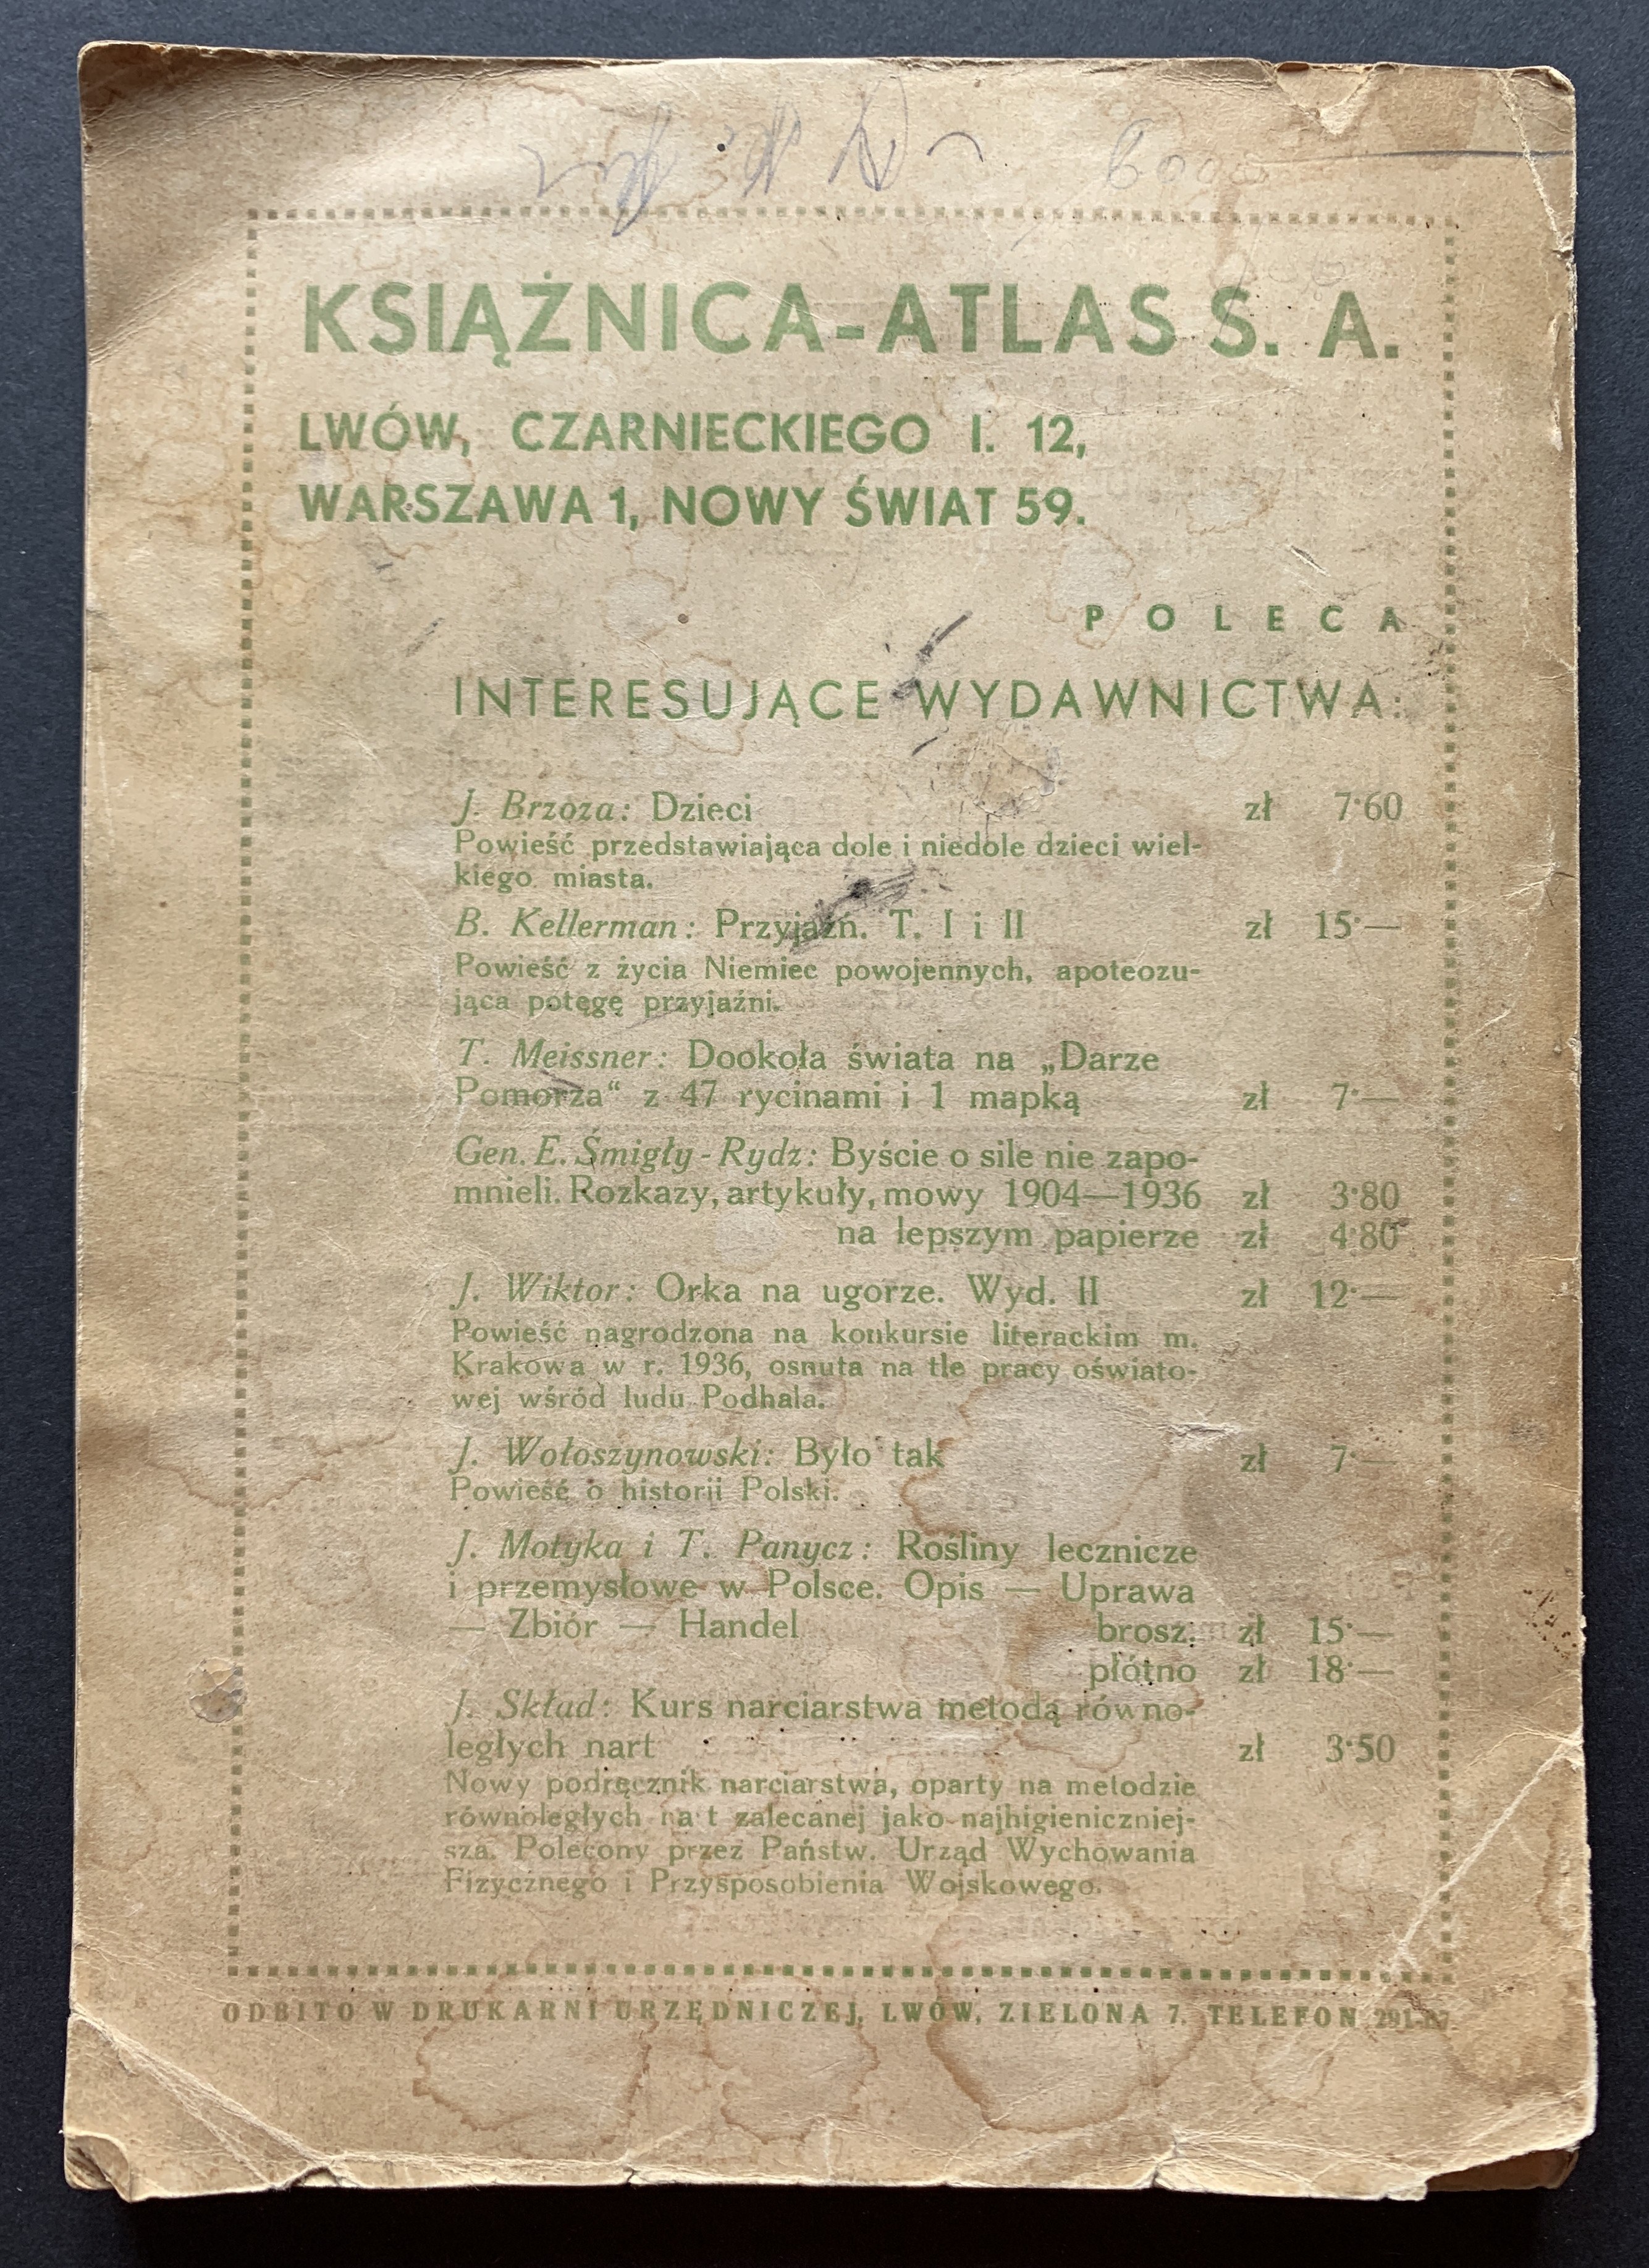 KSIĄŻNICA-ATLAS S. A.
LWÓW, CZARNIECKIEGO l. 12,
WARSZAWA 1, NOWY ŚWIAT 59.
POLECA
INTERESUJĄCE WYDAWNICTWA:
J. Brzoza: Dzieci zł 7·60
Powieść przedstawiająca dole i niedole dzieci wiel-
kiego miasta.
B. Kellerman: Przyjaźń. T. I i II zł 15·—
Powieść z życia Niemiec powojennych, apoteozu-
jąca potęgę przyjaźni.
T. Meissner: Dookoła świata na „Darze
Pomorza“ z 47 rycinami i 1 mapką zł 7·—
Gen. E. Śmigły-Rydz: Byście o sile nie zapo-
mnieli. Rozkazy, artykuły, mowy 1904—1936 zł 3·80
na lepszym papierze zł 4·80
J. Wiktor: Orka na ugorze. Wyd. II zł 12·—
Powieść nagrodzona na konkursie literackim m.
Krakowa w r. 1936, osnuta na tle pracy oświato-
wej wśród ludu Podhala.
J. Wołoszynowski: Było tak zł 7·—
Powieść o historii Polski.
J. Motyka i T. Panycz: Rośliny lecznicze
i przemysłowe w Polsce. Opis — Uprawa
— Zbiór — Handel brosz. zł 15·—
płótno zł 18·—
J. Skład: Kurs narciarstwa metodą równo-
ległych nart zł 3·50
Nowy podręcznik narciarstwa, oparty na metodzie
równoległych na t zalecanej jako najhigieniczniej-
sza. Polecony przez Państw. Urząd Wychowania
Fizycznego i Przysposobienia Wojskowego.
ODBITO W DRUKARNI URZĘDNICZEJ, LWÓW, ZIELONA 7. TELEFON